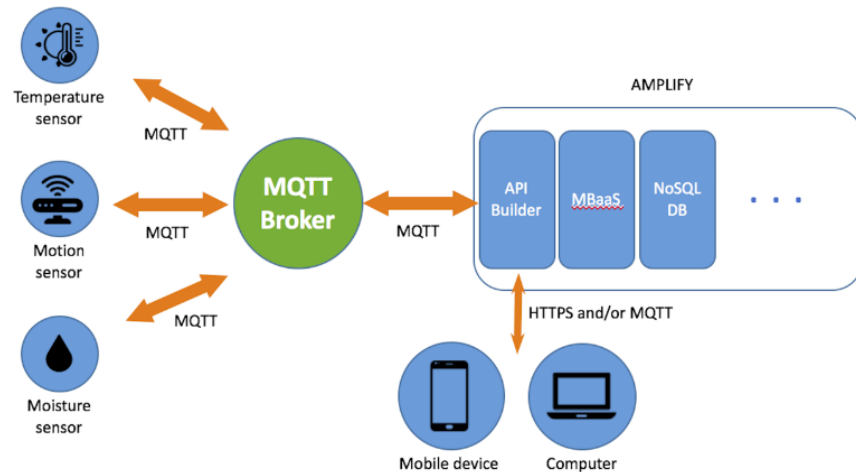 AMPLIFY
Temperature
sensor
MQTT
Motion
sensor
MQTT
Moisture
sensor
MQTT
MQTT
Broker
MQTT
API
Builder
MBaaS
NoSQL
DB
. . .
HTTPS and/or MQTT
Mobile device
Computer